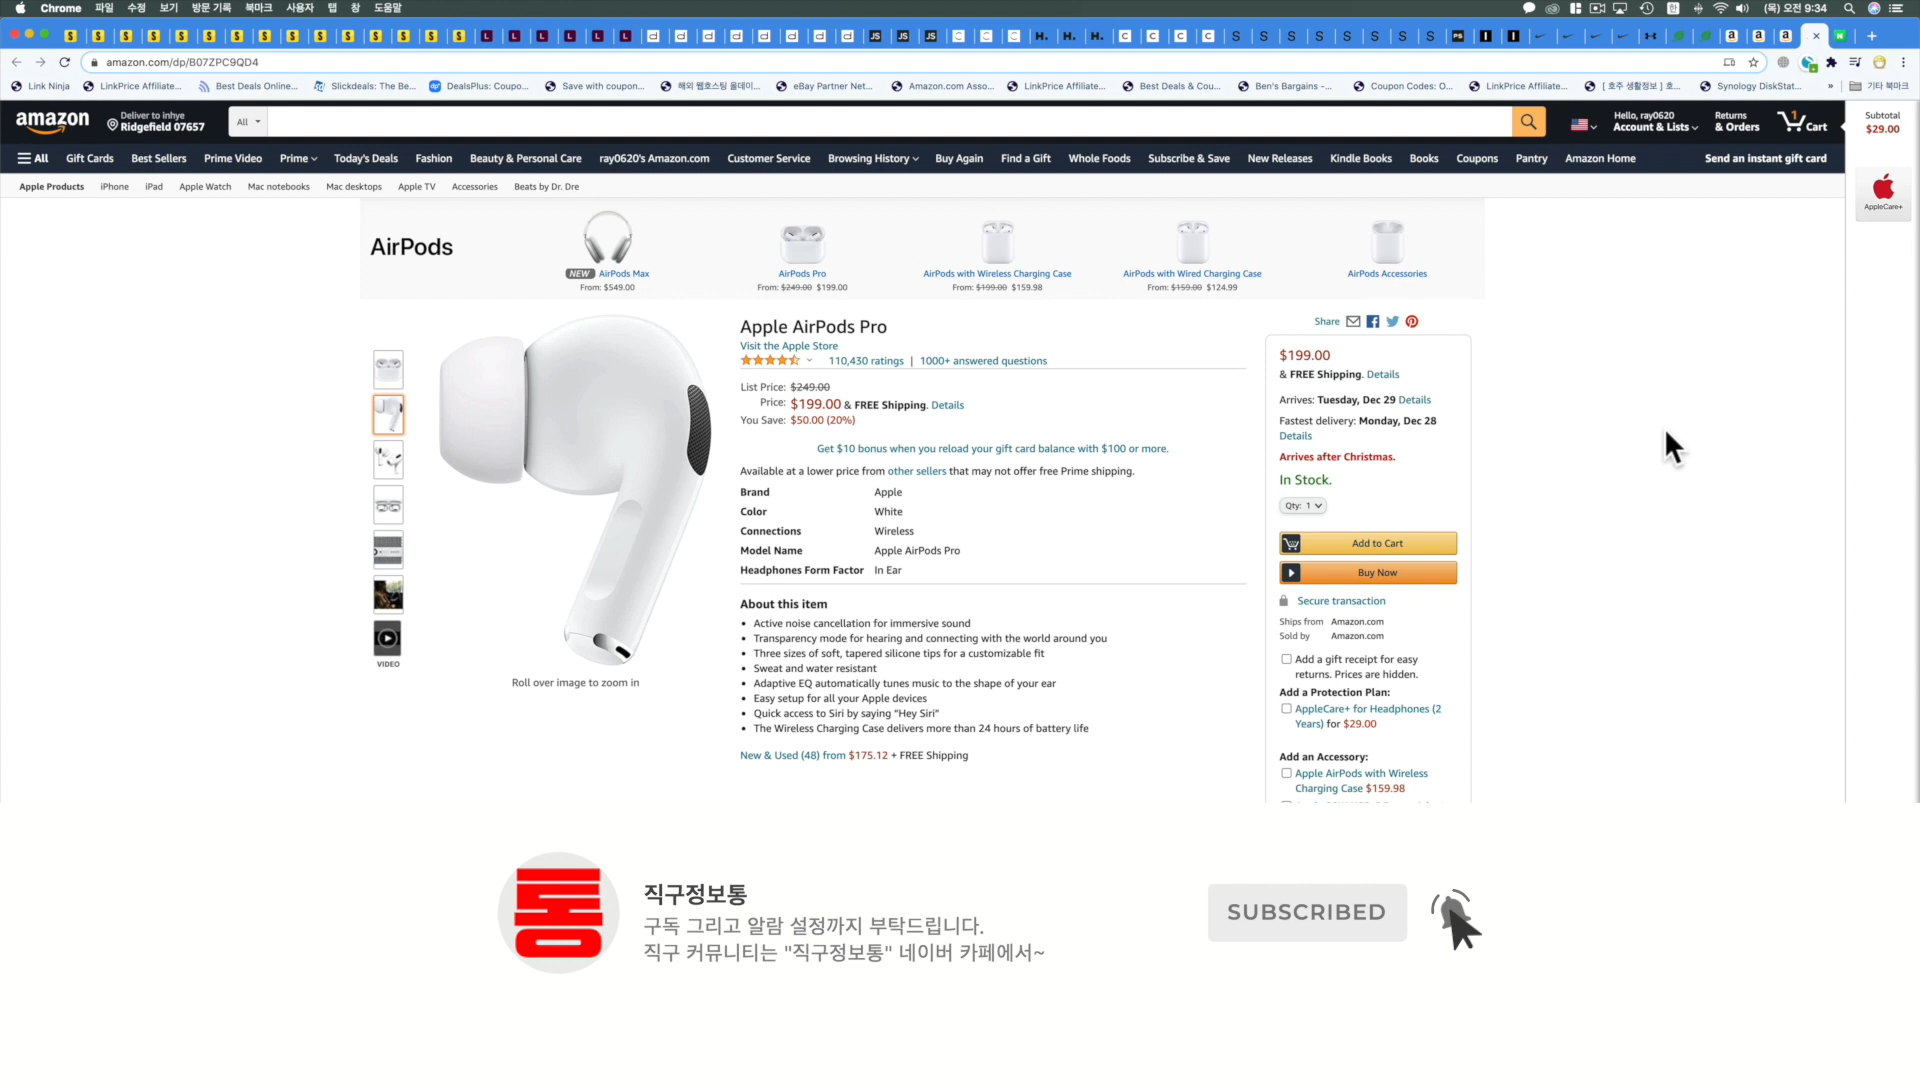 Chrome 파일 수정 보기 방문 기록 북마크 사용자 탭 창 도움말
(목) 오전 9:34
amazon.com/dp/B07ZPC9QD4
Link Ninja LinkPrice Affiliate... Best Deals Online... Slickdeals: The Be... DealsPlus: Coupo... Save with coupon... 해외 웹호스팅 올데이... eBay Partner Net... Amazon.com Asso... LinkPrice Affiliate... Best Deals & Cou... Ben's Bargains -... Coupon Codes: O... LinkPrice Affiliate... [ 호주 생활정보 ] 호... Synology DiskStat... » 기타 북마크
amazon
Deliver to inhye
Ridgefield 07657
All
Hello, ray0620
Account & Lists
Returns
& Orders
1
Cart
Subtotal
$29.00
All Gift Cards Best Sellers Prime Video Prime Today's Deals Fashion Beauty & Personal Care ray0620's Amazon.com Customer Service Browsing History Buy Again Find a Gift Whole Foods Subscribe & Save New Releases Kindle Books Books Coupons Pantry Amazon Home Send an instant gift card
Apple Products iPhone iPad Apple Watch Mac notebooks Mac desktops Apple TV Accessories Beats by Dr. Dre
AppleCare+
AirPods
NEW AirPods Max
From: $549.00
AirPods Pro
From: $249.00 $199.00
AirPods with Wireless Charging Case
From: $199.00 $159.98
AirPods with Wired Charging Case
From: $159.00 $124.99
AirPods Accessories
VIDEO
Roll over image to zoom in
Apple AirPods Pro
Visit the Apple Store
110,430 ratings | 1000+ answered questions
List Price: $249.00
Price: $199.00 & FREE Shipping. Details
You Save: $50.00 (20%)
Get $10 bonus when you reload your gift card balance with $100 or more.
Available at a lower price from other sellers that may not offer free Prime shipping.
Brand Apple
Color White
Connections Wireless
Model Name Apple AirPods Pro
Headphones Form Factor In Ear
About this item
• Active noise cancellation for immersive sound
• Transparency mode for hearing and connecting with the world around you
• Three sizes of soft, tapered silicone tips for a customizable fit
• Sweat and water resistant
• Adaptive EQ automatically tunes music to the shape of your ear
• Easy setup for all your Apple devices
• Quick access to Siri by saying “Hey Siri”
• The Wireless Charging Case delivers more than 24 hours of battery life
New & Used (48) from $175.12 + FREE Shipping
Share
$199.00
& FREE Shipping. Details
Arrives: Tuesday, Dec 29 Details
Fastest delivery: Monday, Dec 28
Details
Arrives after Christmas.
In Stock.
Qty: 1
Add to Cart
Buy Now
Secure transaction
Ships from Amazon.com
Sold by Amazon.com
Add a gift receipt for easy
returns. Prices are hidden.
Add a Protection Plan:
AppleCare+ for Headphones (2
Years) for $29.00
Add an Accessory:
Apple AirPods with Wireless
Charging Case $159.98
통
직구정보통
구독 그리고 알람 설정까지 부탁드립니다.
직구 커뮤니티는 "직구정보통" 네이버 카페에서~
SUBSCRIBED